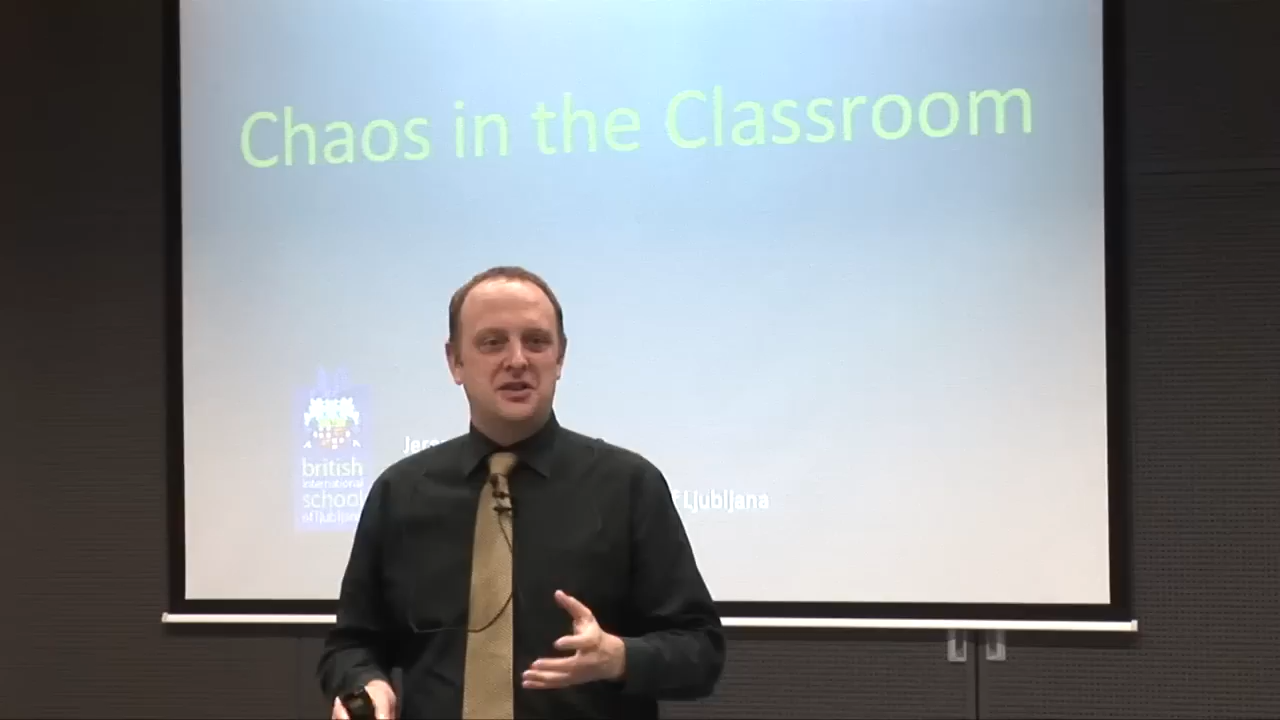 Chaos in the Classroom
british
international
school
of ljubljana
Ljubljana